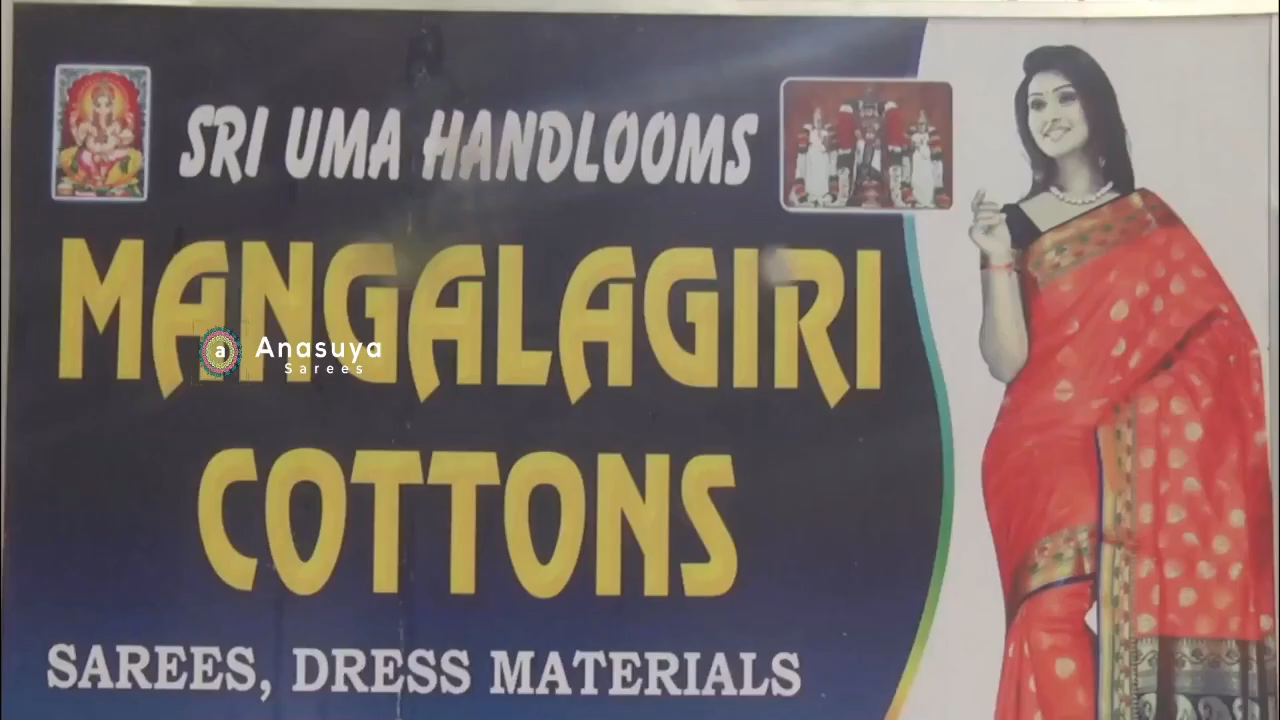 SRI UMA HANDLOOMS
MANGALAGIRI
a Anasuya
Sarees
COTTONS
SAREES, DRESS MATERIALS